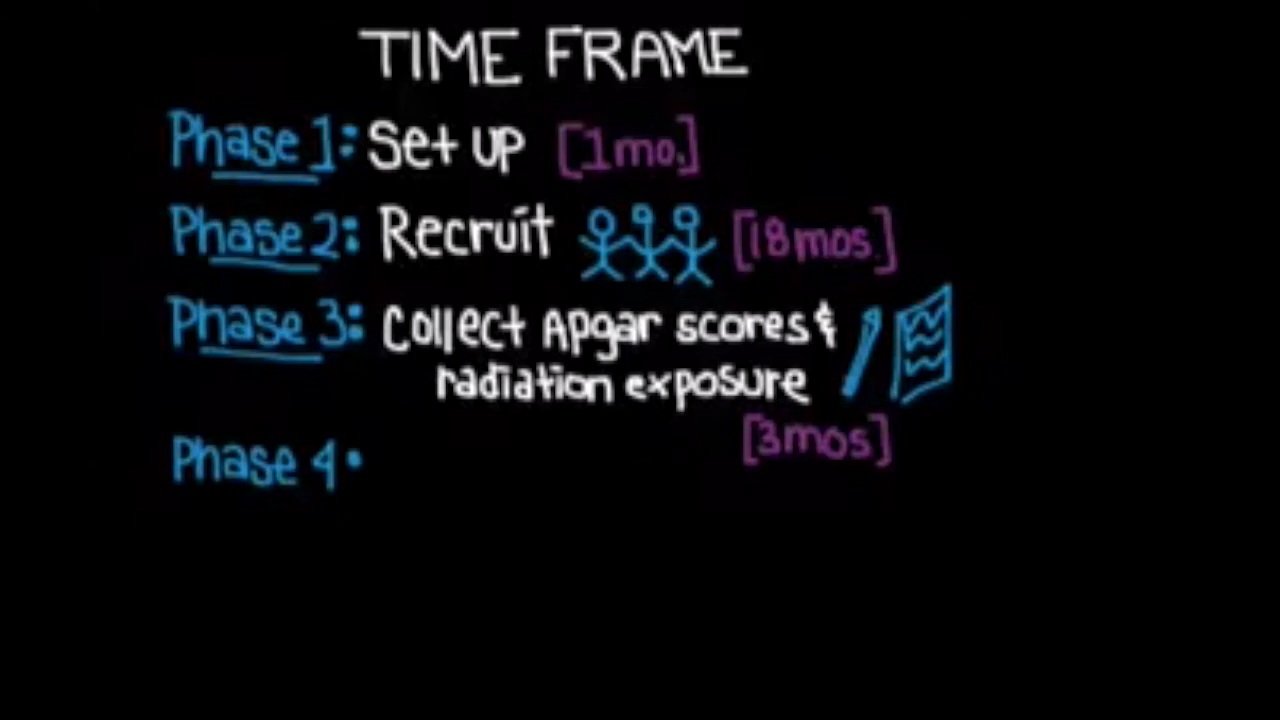 TIME FRAME
Phase 1: Set up [1mo.]
Phase 2: Recruit [18mos.]
Phase 3: Collect Apgar scores &
radiation exposure
[3mos]
Phase 4